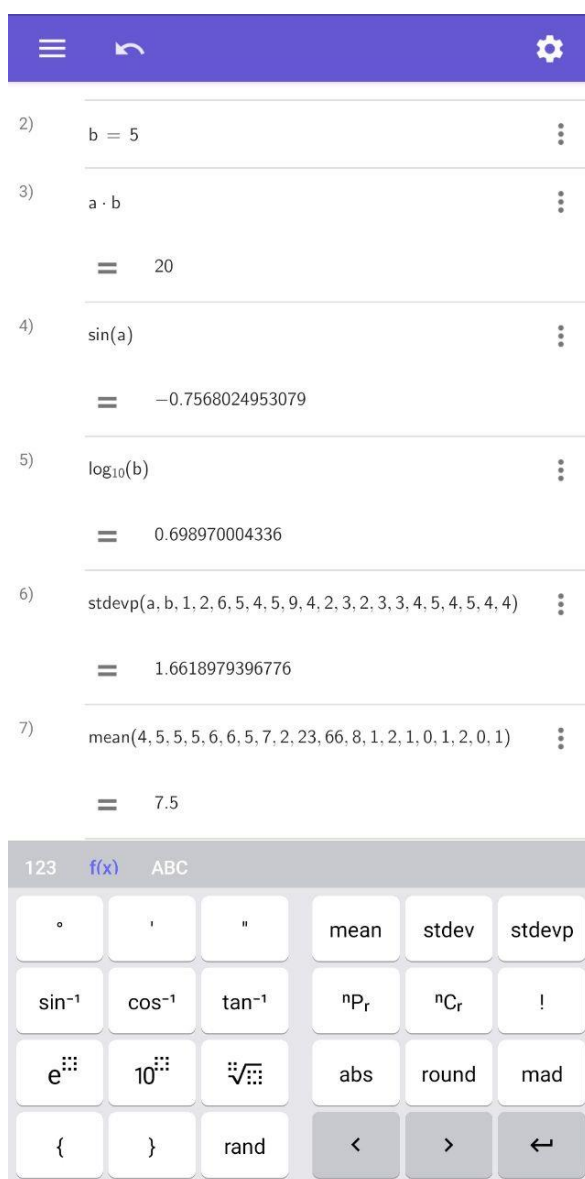 2)
b = 5
3)
a · b
= 20
4)
sin(a)
= −0.7568024953079
5)
log₁₀(b)
= 0.698970004336
6)
stdevp(a, b, 1, 2, 6, 5, 4, 5, 9, 4, 2, 3, 2, 3, 3, 4, 5, 4, 5, 4, 4)
= 1.6618979396776
7)
mean(4, 5, 5, 5, 6, 6, 5, 7, 2, 23, 66, 8, 1, 2, 1, 0, 1, 2, 0, 1)
= 7.5
123 f(x) ABC
° ' " mean stdev stdevp
sin⁻¹ cos⁻¹ tan⁻¹ ⁿPᵣ ⁿCᵣ !
e 10 √ abs round mad
{ } rand < > ↵